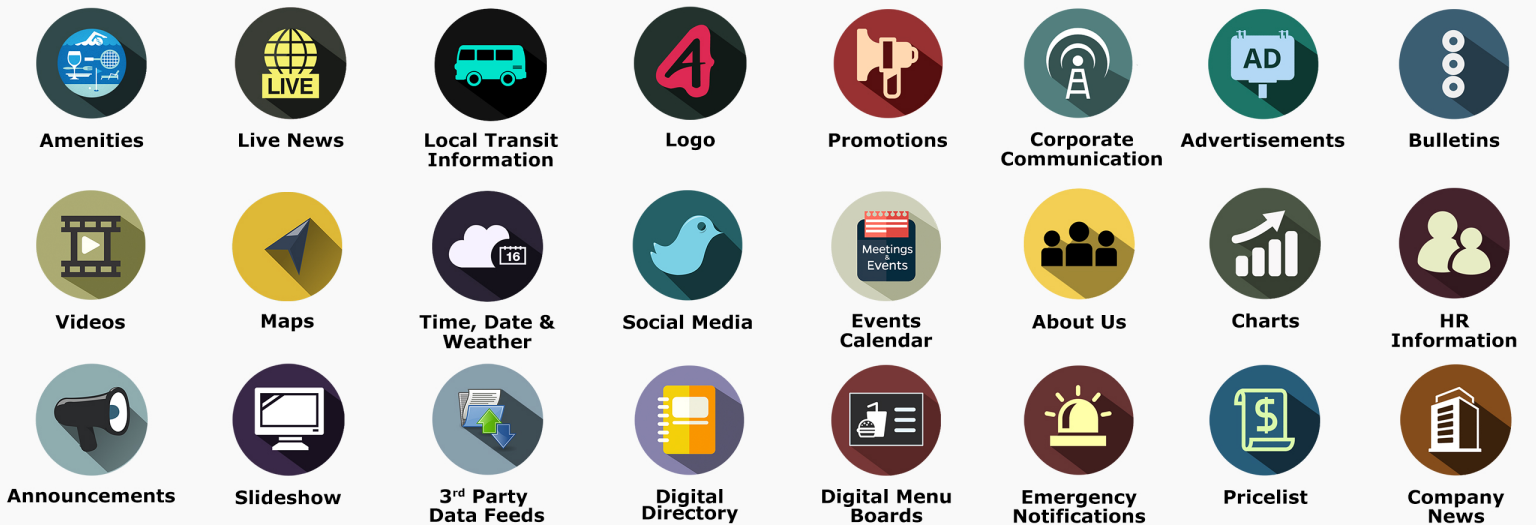 LIVE
4
AD
Amenities
Live News
Local Transit
Information
Logo
Promotions
Corporate
Communication
Advertisements
Bulletins
16
Meetings
&
Events
Videos
Maps
Time, Date &
Weather
Social Media
Events
Calendar
About Us
Charts
HR
Information
$
Announcements
Slideshow
3rd Party
Data Feeds
Digital
Directory
Digital Menu
Boards
Emergency
Notifications
Pricelist
Company
News